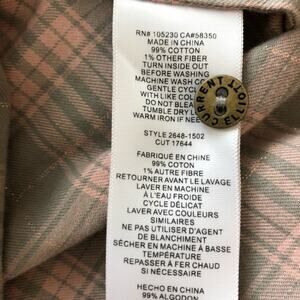 RN# 105230 CA#58350
MADE IN CHINA
99% COTTON
1% OTHER FIBER
TURN INSIDE OUT
BEFORE WASHING
MACHINE WASH CO
GENTLE CYCL
WITH LIKE COL
DO NOT BLEA
TUMBLE DRY L
WARM IRON IF NEE
CURRENT ELLIOTT
STYLE 2648-1502
CUT 17644
FABRIQUÉ EN CHINE
99% COTON
1% AUTRE FIBRE
RETOURNER AVANT LE LAVAGE
LAVER EN MACHINE
À L'EAU FROIDE
CYCLE DÉLICAT
LAVER AVEC COULEURS
SIMILAIRES
NE PAS UTILISER D'AGENT
DE BLANCHIMENT
SÉCHER EN MACHINE À BASSE
TEMPÉRATURE
REPASSER À FER CHAUD
SI NÉCESSAIRE
HECHO EN CHINA
99% ALGODON